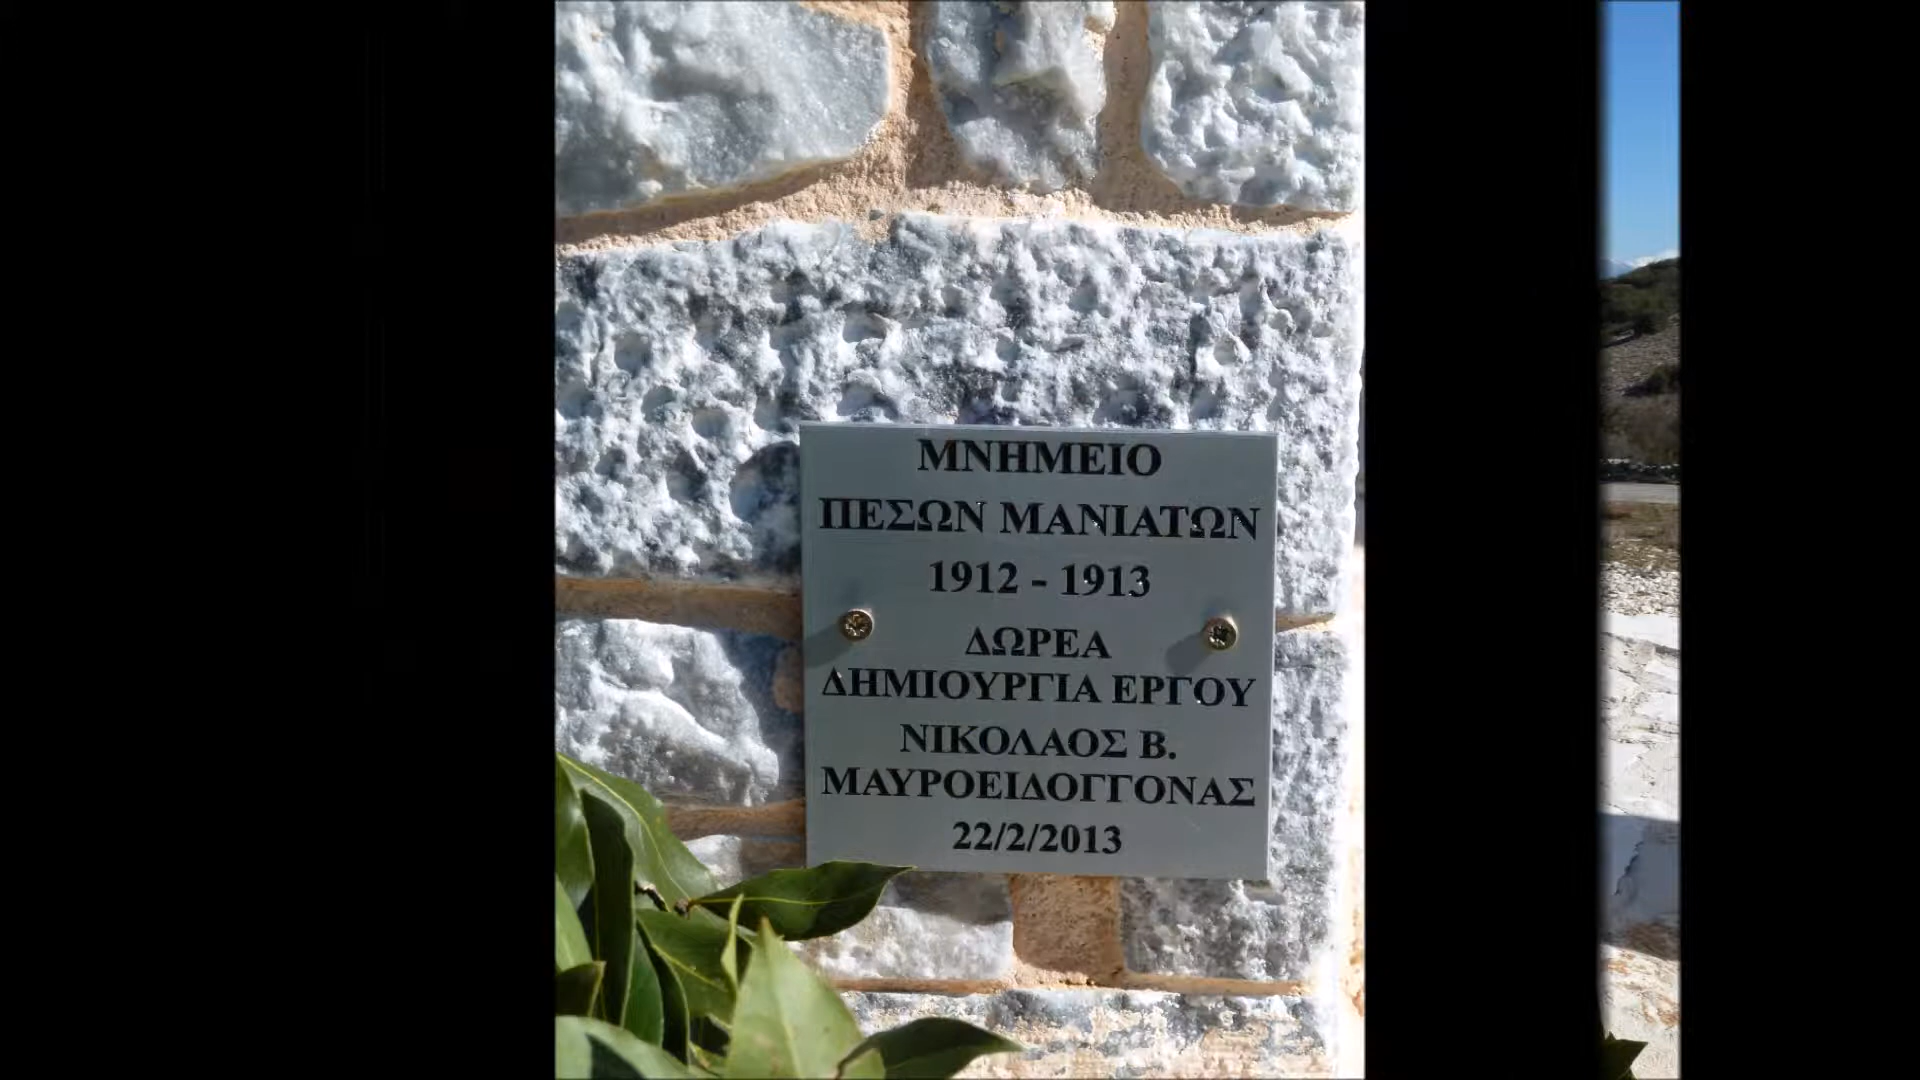 ΜΝΗΜΕΙΟ
ΠΕΣΩΝ ΜΑΝΙΑΤΩΝ
1912 - 1913
ΔΩΡΕΑ
ΔΗΜΙΟΥΡΓΙΑ ΕΡΓΟΥ
ΝΙΚΟΛΑΟΣ Β.
ΜΑΥΡΟΕΙΔΟΓΓΟΝΑΣ
22/2/2013